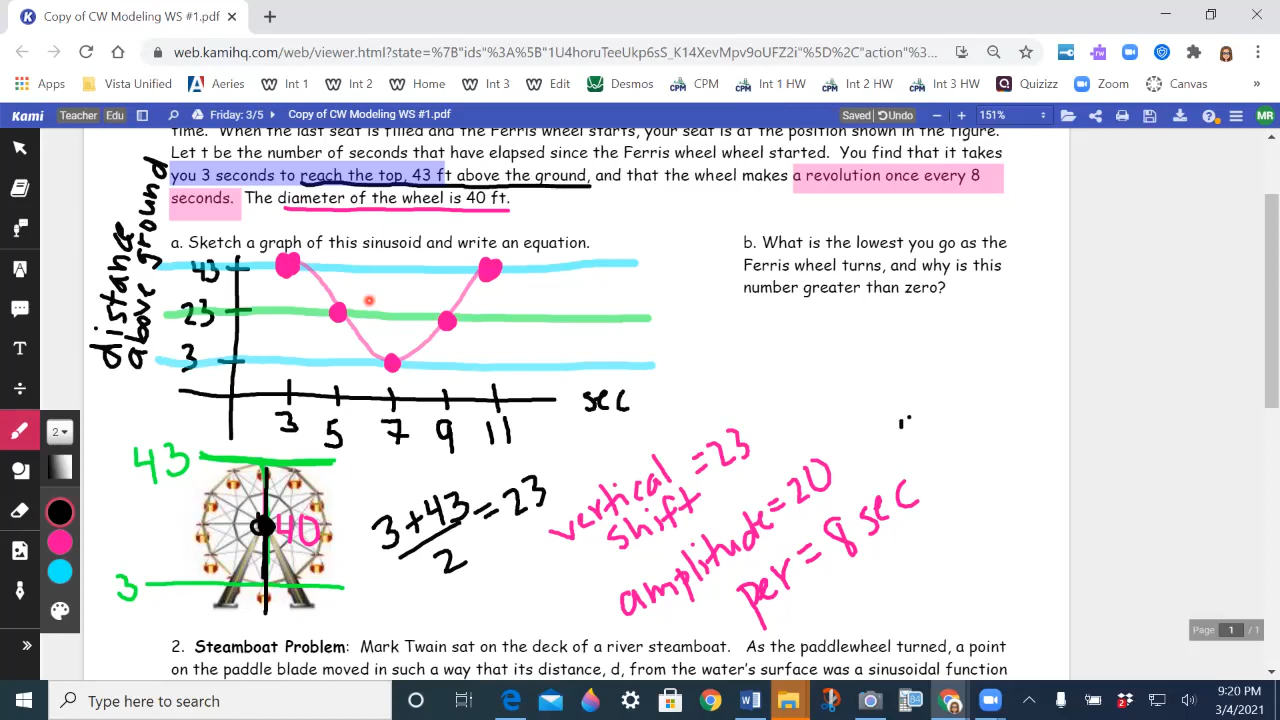 Copy of CW Modeling WS #1.pdf
web.kamihq.com/web/viewer.html?state=%7B"ids"%3A%5B"1U4horuTeeUkp6sS_K14XevMpv9oUFZ2i"%5D%2C"action"%3...
Apps Vista Unified Aeries Int 1 Int 2 Home Int 3 Edit Desmos CPM Int 1 HW Int 2 HW Int 3 HW Quizizz Zoom Canvas »
Kami Teacher Edu Friday: 3/5 Copy of CW Modeling WS #1.pdf Saved Undo 151% MR
time. When the last seat is filled and the Ferris wheel starts, your seat is at the position shown in the figure.
Let t be the number of seconds that have elapsed since the Ferris wheel wheel started. You find that it takes
you 3 seconds to reach the top, 43 ft above the ground, and that the wheel makes a revolution once every 8
seconds. The diameter of the wheel is 40 ft.
a. Sketch a graph of this sinusoid and write an equation.
b. What is the lowest you go as the
Ferris wheel turns, and why is this
number greater than zero?
distance
above ground
43
23
3
3 5 7 9 11
sec
43
40
3
3+43
2
=23
vertical
shift
=23
amplitude=20
per = 8 sec
2. Steamboat Problem: Mark Twain sat on the deck of a river steamboat. As the paddlewheel turned, a point
on the paddle blade moved in such a way that its distance, d, from the water's surface was a sinusoidal function
Page 1 / 1
2
»
Type here to search
9:20 PM
3/4/2021